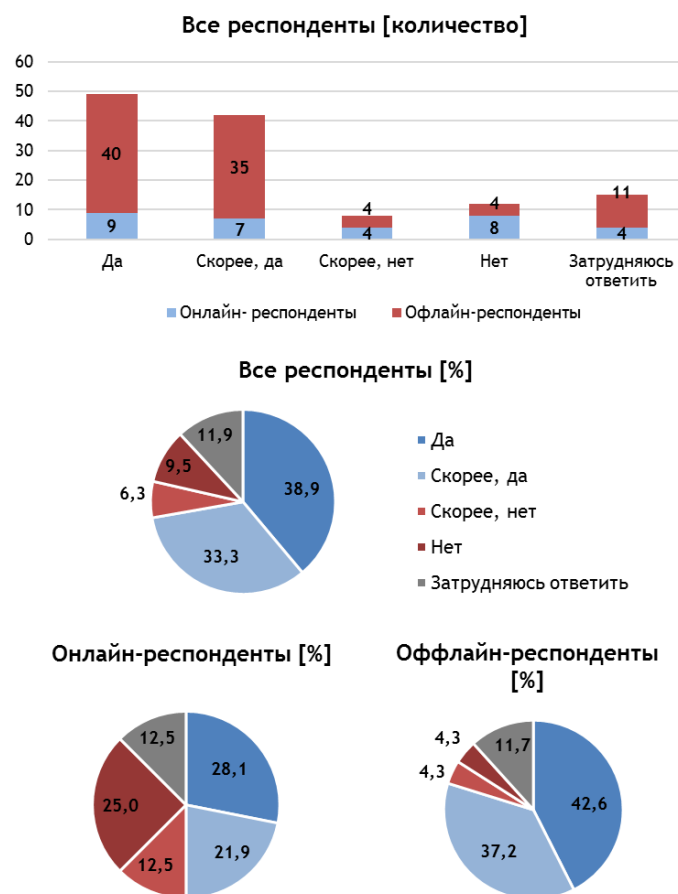 Все респонденты [количество]
60
50
40
30
20
10
0
40
35
4
4
11
9
7
4
8
4
Да
Скорее, да
Скорее, нет
Нет
Затрудняюсь
ответить
Онлайн- респонденты
Офлайн-респонденты
Все респонденты [%]
11,9
9,5
6,3
38,9
33,3
Да
Скорее, да
Скорее, нет
Нет
Затрудняюсь ответить
Онлайн-респонденты [%]
12,5
28,1
25,0
21,9
12,5
Оффлайн-респонденты
[%]
4,3
11,7
4,3
42,6
37,2